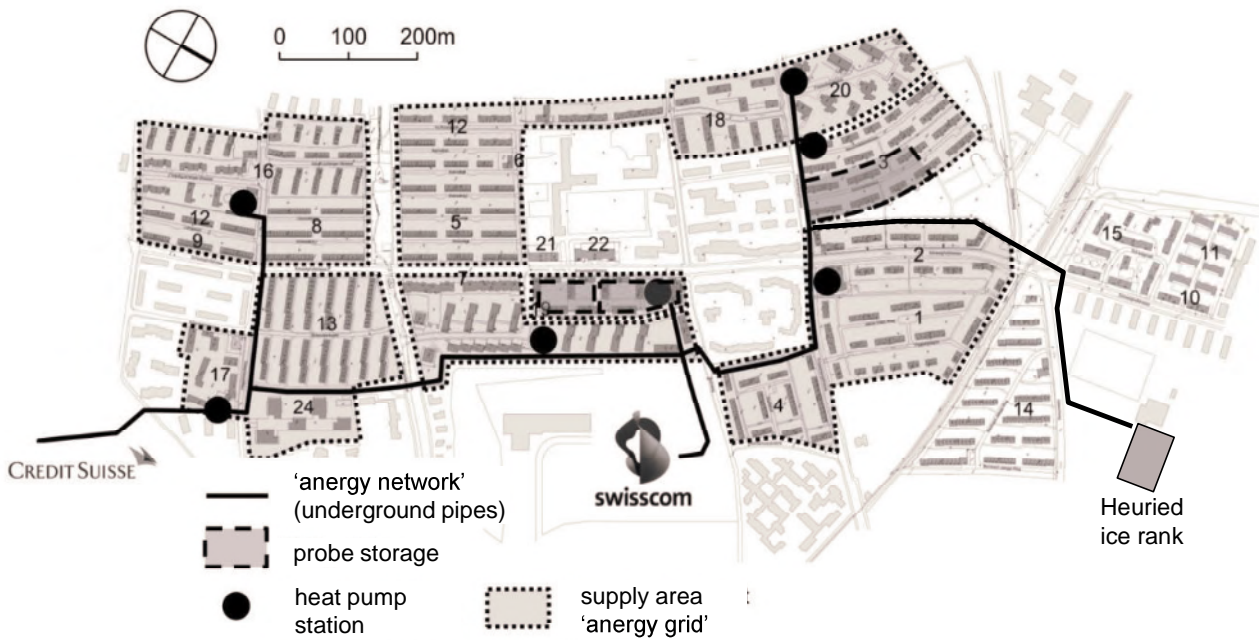 0 100 200m
20
12
18
6
3
16
12
8
5
9
21
22
2
15
11
7
10
19
13
1
17
4
14
24
CREDIT SUISSE
swisscom
Heuried
ice rank
‘anergy network’
(underground pipes)
probe storage
heat pump
station
supply area
‘anergy grid’